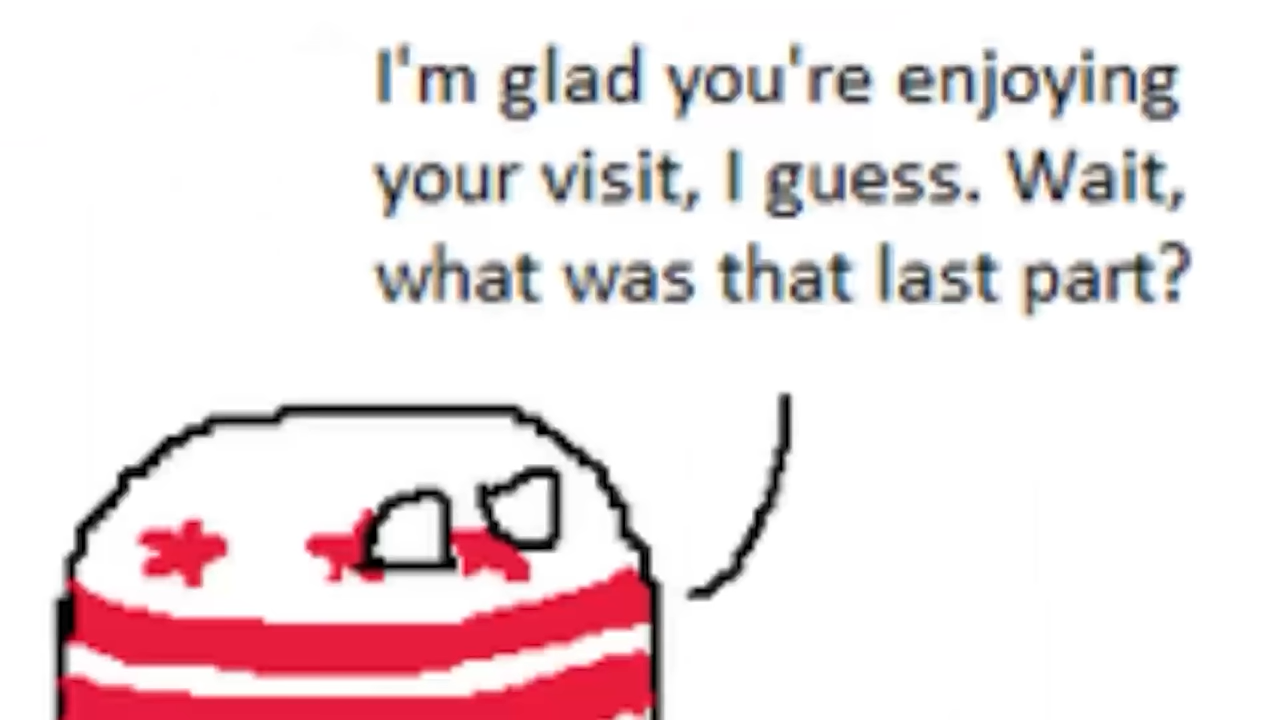 I'm glad you're enjoying
your visit, I guess. Wait,
what was that last part?